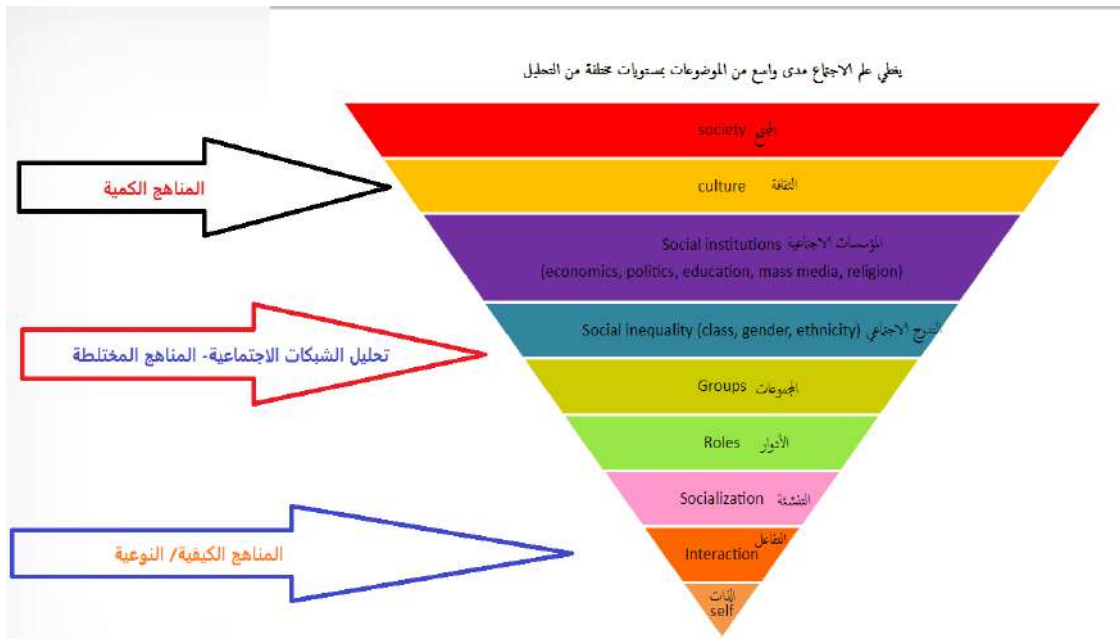 يغطي علم الاجتماع مدى واسع من الموضوعات بمستويات مختلفة من التحليل
society المجتمع
المناهج الكمية
culture الثقافة
Social institutions المؤسسات الاجتماعية
(economics, politics, education, mass media, religion)
Social inequality (class, gender, ethnicity) التدرج الاجتماعي
تحليل الشبكات الاجتماعية- المناهج المختلطة
Groups المجموعات
Roles الأدوار
Socialization التنشئة
التفاعل
Interaction
المناهج الكيفية/ النوعية
الذات
self